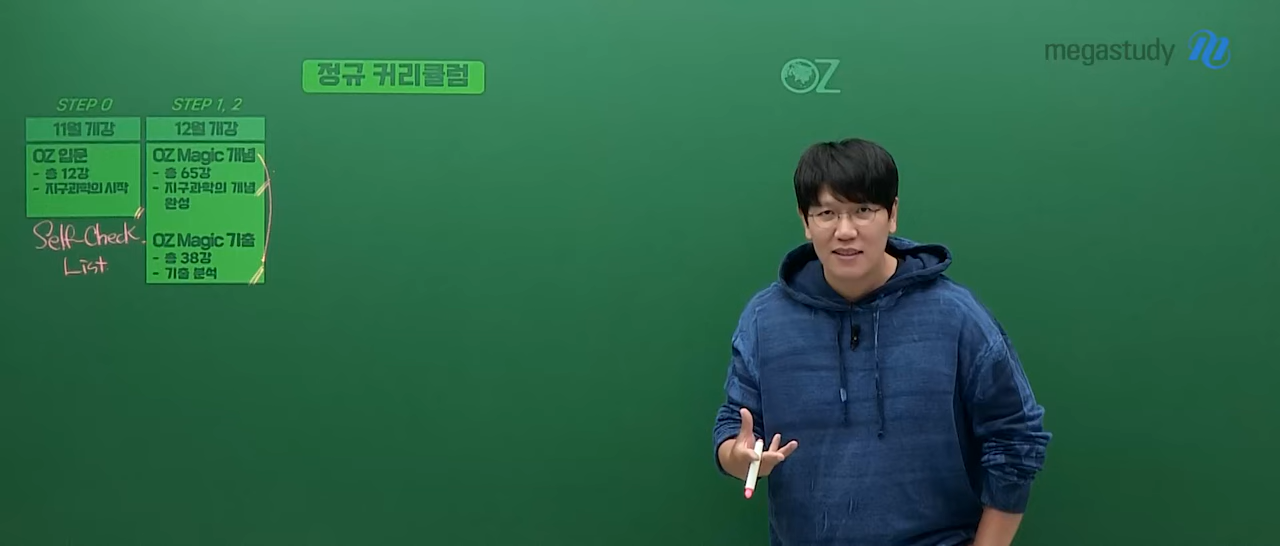 megastudy
정규 커리큘럼
OZ
STEP 0
11월 개강
OZ 입문
- 총 12강
- 지구과학의 시작
Self-Check
List
STEP 1, 2
12월 개강
OZ Magic 개념
- 총 65강
- 지구과학의 개념
완성
OZ Magic 기출
- 총 38강
- 기출 분석